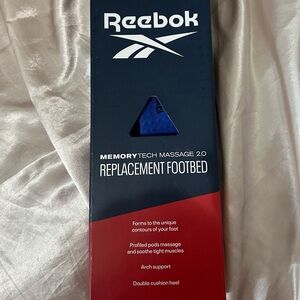 Reebok
MEMORYTECH MASSAGE 2.0
REPLACEMENT FOOTBED
Forms to the unique
contours of your foot
Profiled pods massage
and soothe tight muscles
Arch support
Double cushion heel